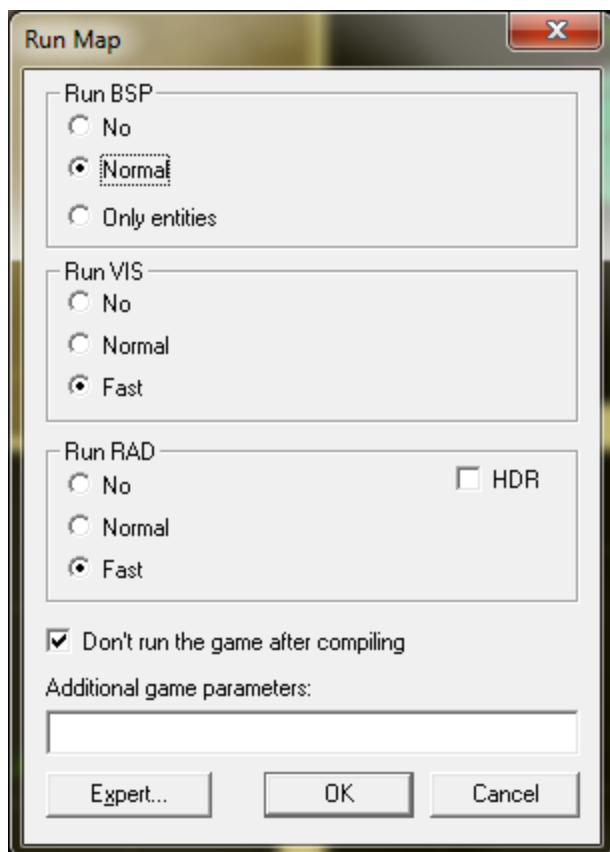 Run Map
Run BSP
No
Normal
Only entities
Run VIS
No
Normal
Fast
Run RAD
No
HDR
Normal
Fast
Don't run the game after compiling
Additional game parameters:
Expert...
OK
Cancel